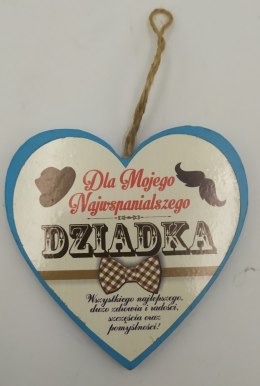 Dla Mojego
Najwspanialszego
DZIADKA
Wszystkiego najlepszego,
dużo zdrowia i radości,
szczęścia oraz
pomyślności!